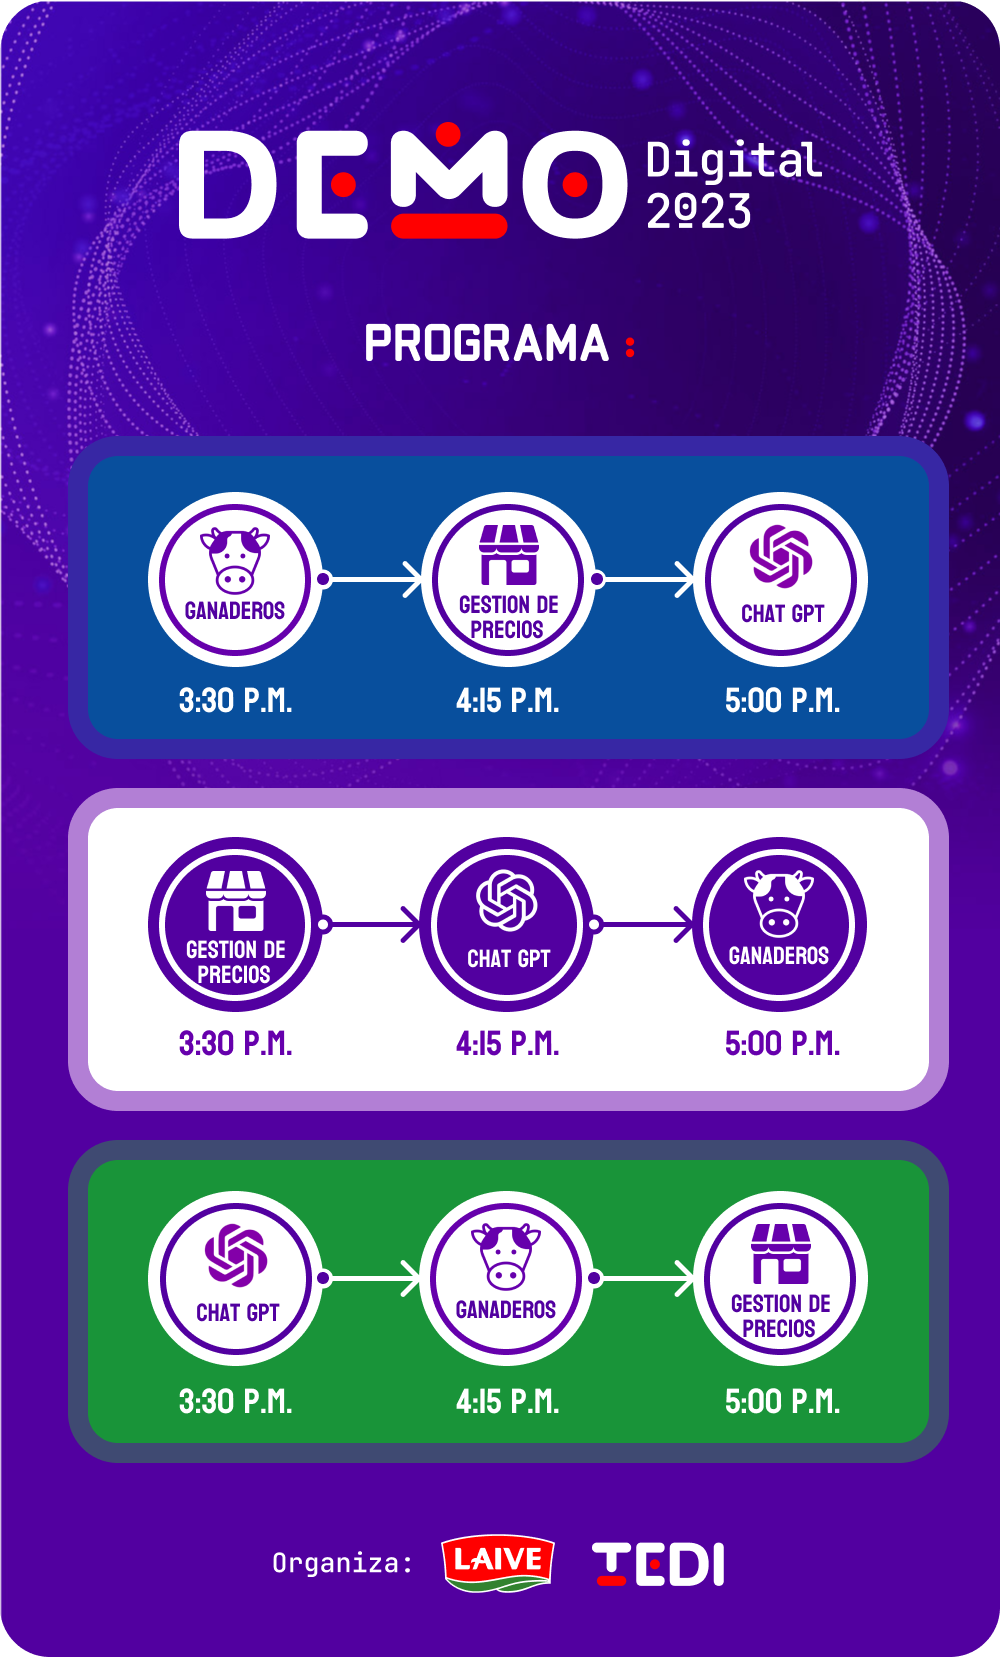 DEMO Digital
2023
PROGRAMA :
GANADEROS
GESTION DE
PRECIOS
CHAT GPT
3:30 P.M.
4:15 P.M.
5:00 P.M.
GESTION DE
PRECIOS
CHAT GPT
GANADEROS
3:30 P.M.
4:15 P.M.
5:00 P.M.
CHAT GPT
GANADEROS
GESTION DE
PRECIOS
3:30 P.M.
4:15 P.M.
5:00 P.M.
Organiza: LAIVE TEDI